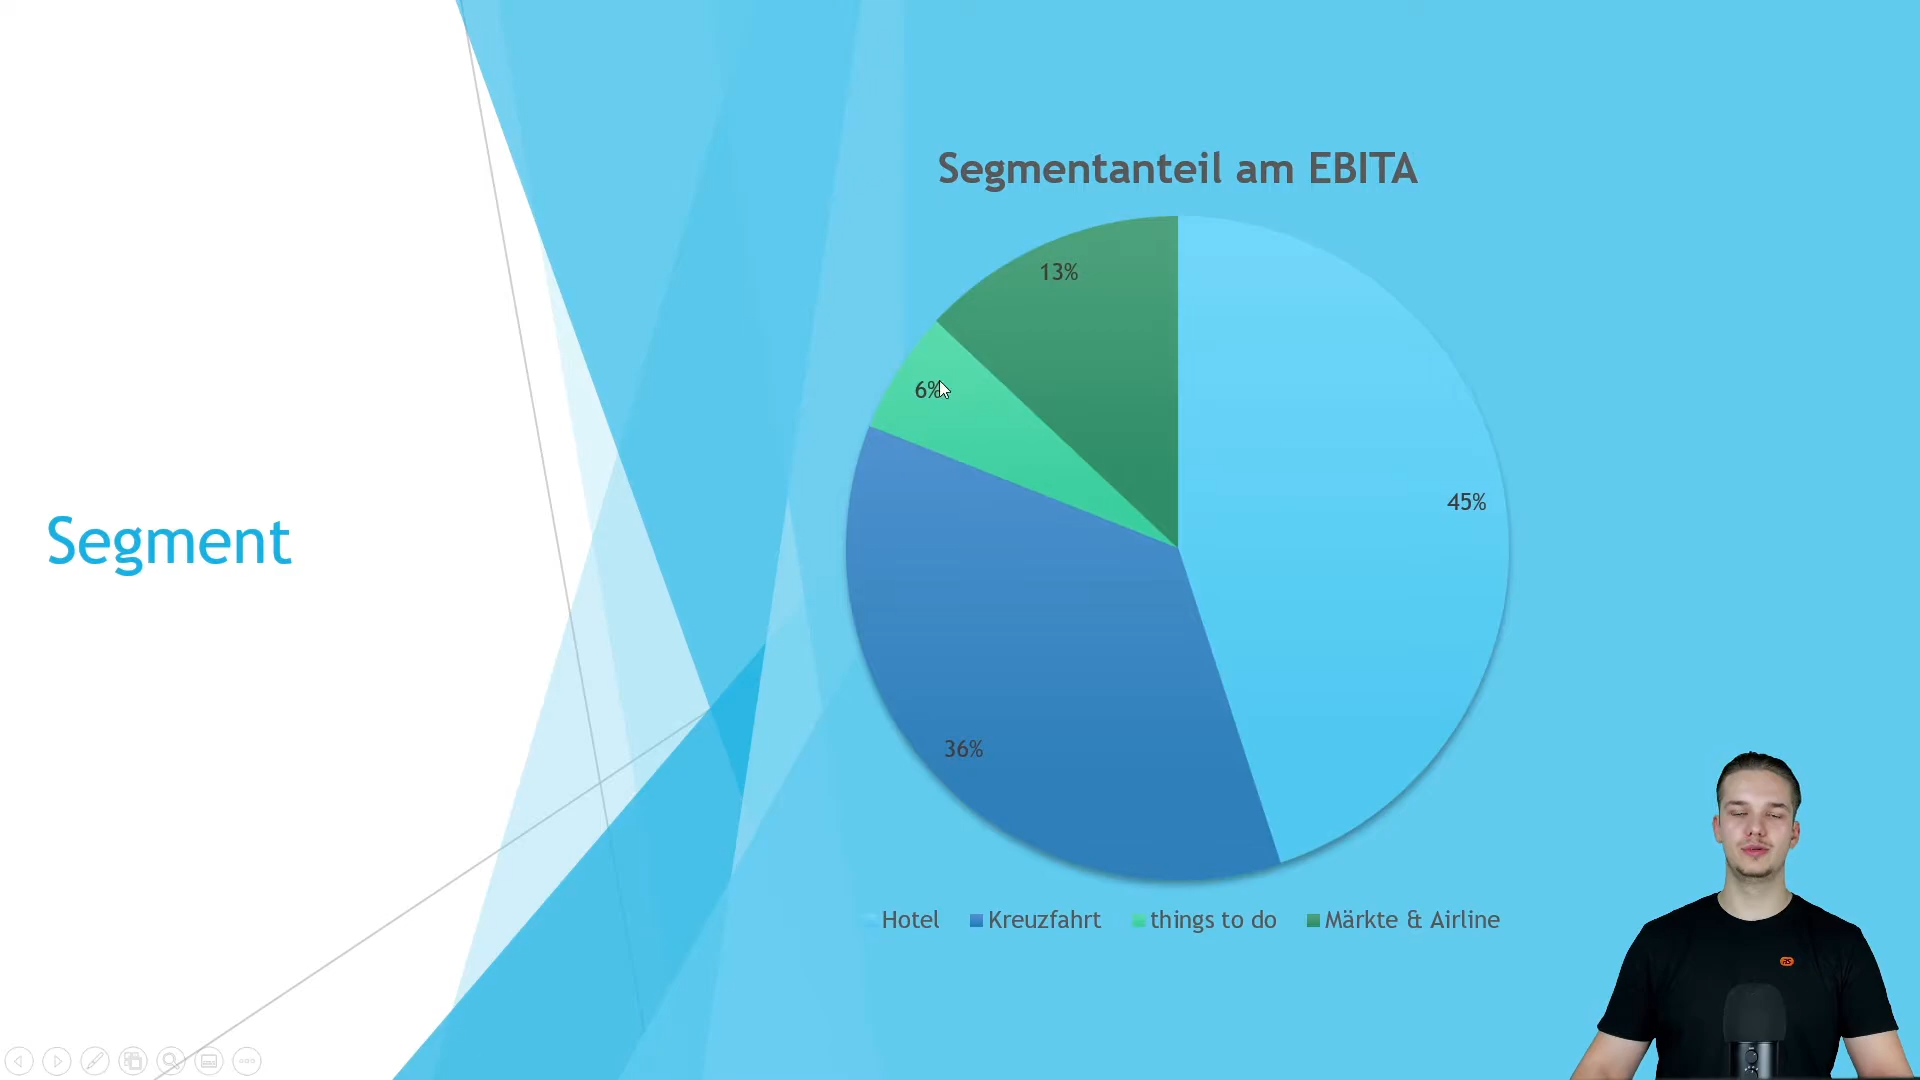 Segmentanteil am EBITA
13%
6%
45%
Segment
36%
Hotel Kreuzfahrt things to do Märkte & Airline